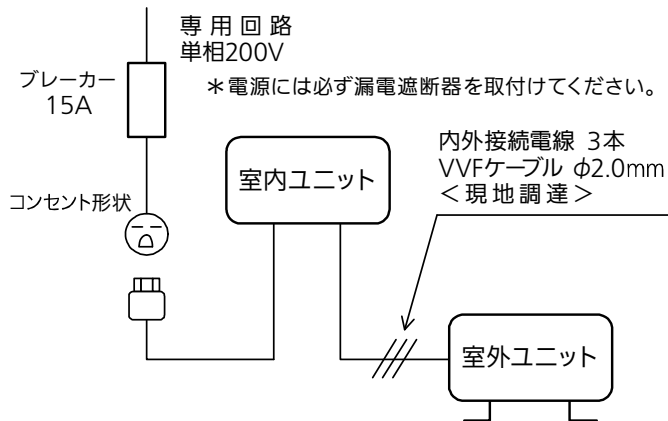 専用回路
単相200V
ブレーカー
15A
＊電源には必ず漏電遮断器を取付けてください。
内外接続電線 3本
VVFケーブル φ2.0mm
＜現地調達＞
室内ユニット
コンセント形状
室外ユニット